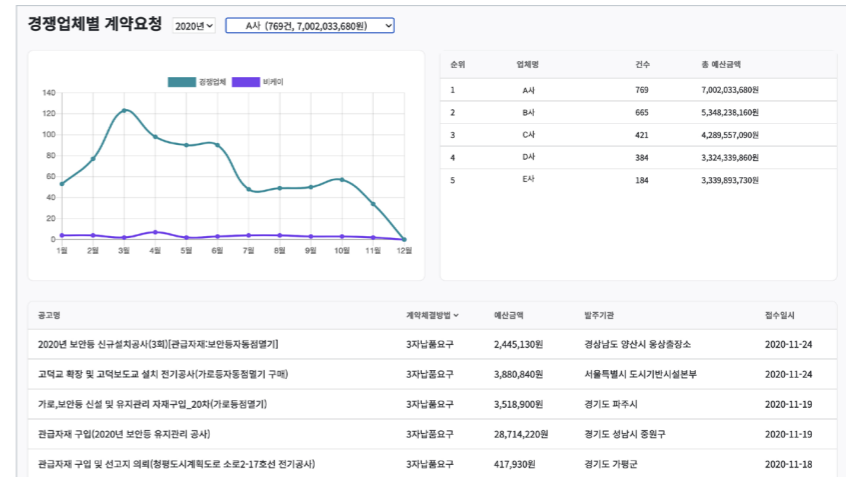 경쟁업체별 계약요청 2020년 A사 (769건, 7,002,033,680원)
경쟁업체 비케이
140
120
100
80
60
40
20
0
1월 2월 3월 4월 5월 6월 7월 8월 9월 10월 11월 12월
순위 업체명 건수 총 예산금액
1 A사 769 7,002,033,680원
2 B사 665 5,348,238,160원
3 C사 421 4,289,557,090원
4 D사 384 3,324,339,860원
5 E사 184 3,339,893,730원
공고명 계약체결방법 예산금액 발주기관 접수일시
2020년 보안등 신규설치공사(3회)[관급자재:보안등자동점멸기] 3자납품요구 2,445,130원 경상남도 양산시 웅상출장소 2020-11-24
고덕교 확장 및 고덕보도교 설치 전기공사(가로등자동점멸기 구매) 3자납품요구 3,880,840원 서울특별시 도시기반시설본부 2020-11-24
가로,보안등 신설 및 유지관리 자재구입_20차(가로등점멸기) 3자납품요구 3,518,900원 경기도 파주시 2020-11-19
관급자재 구입(2020년 보안등 유지관리 공사) 3자납품요구 28,714,220원 경기도 성남시 중원구 2020-11-19
관급자재 구입 및 선고지 의뢰(청평도시계획도로 소로2-17호선 전기공사) 3자납품요구 417,930원 경기도 가평군 2020-11-18